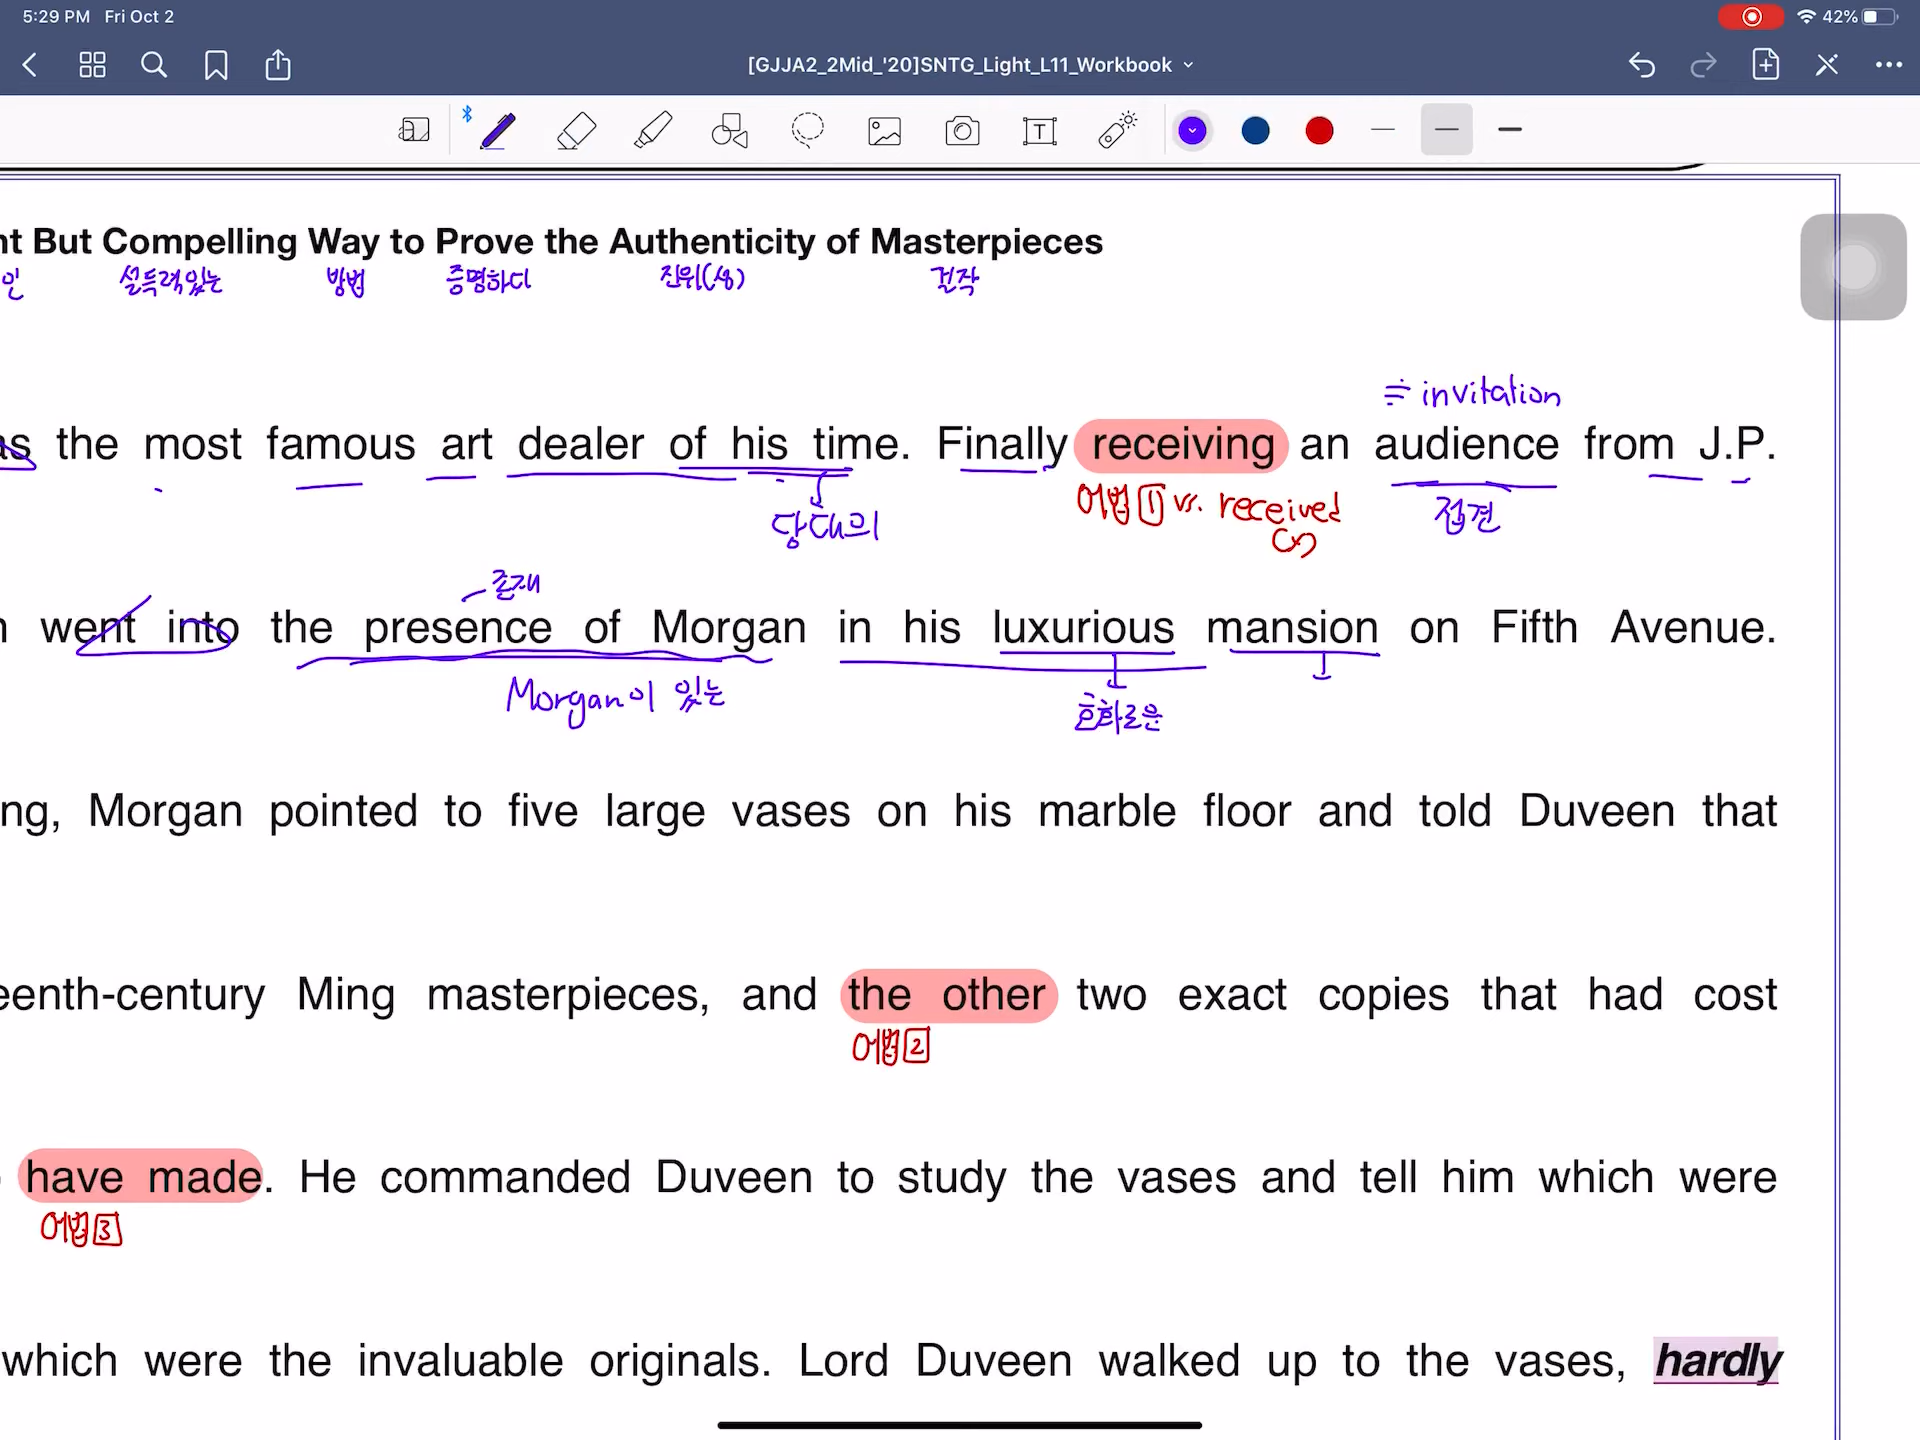 5:29 PM Fri Oct 2
42%
[GJJA2_2Mid_'20]SNTG_Light_L11_Workbook
nt But Compelling Way to Prove the Authenticity of Masterpieces
인 설득력있는 방법 증명하다 진위(성) 걸작
≒ invitation
as the most famous art dealer of his time. Finally receiving an audience from J.P.
어법 1 vs. received
당대의 접견
존재
went into the presence of Morgan in his luxurious mansion on Fifth Avenue.
Morgan이 있는
호화로운
ng, Morgan pointed to five large vases on his marble floor and told Duveen that
eenth-century Ming masterpieces, and the other two exact copies that had cost
어법 2
have made. He commanded Duveen to study the vases and tell him which were
어법 3
which were the invaluable originals. Lord Duveen walked up to the vases, hardly